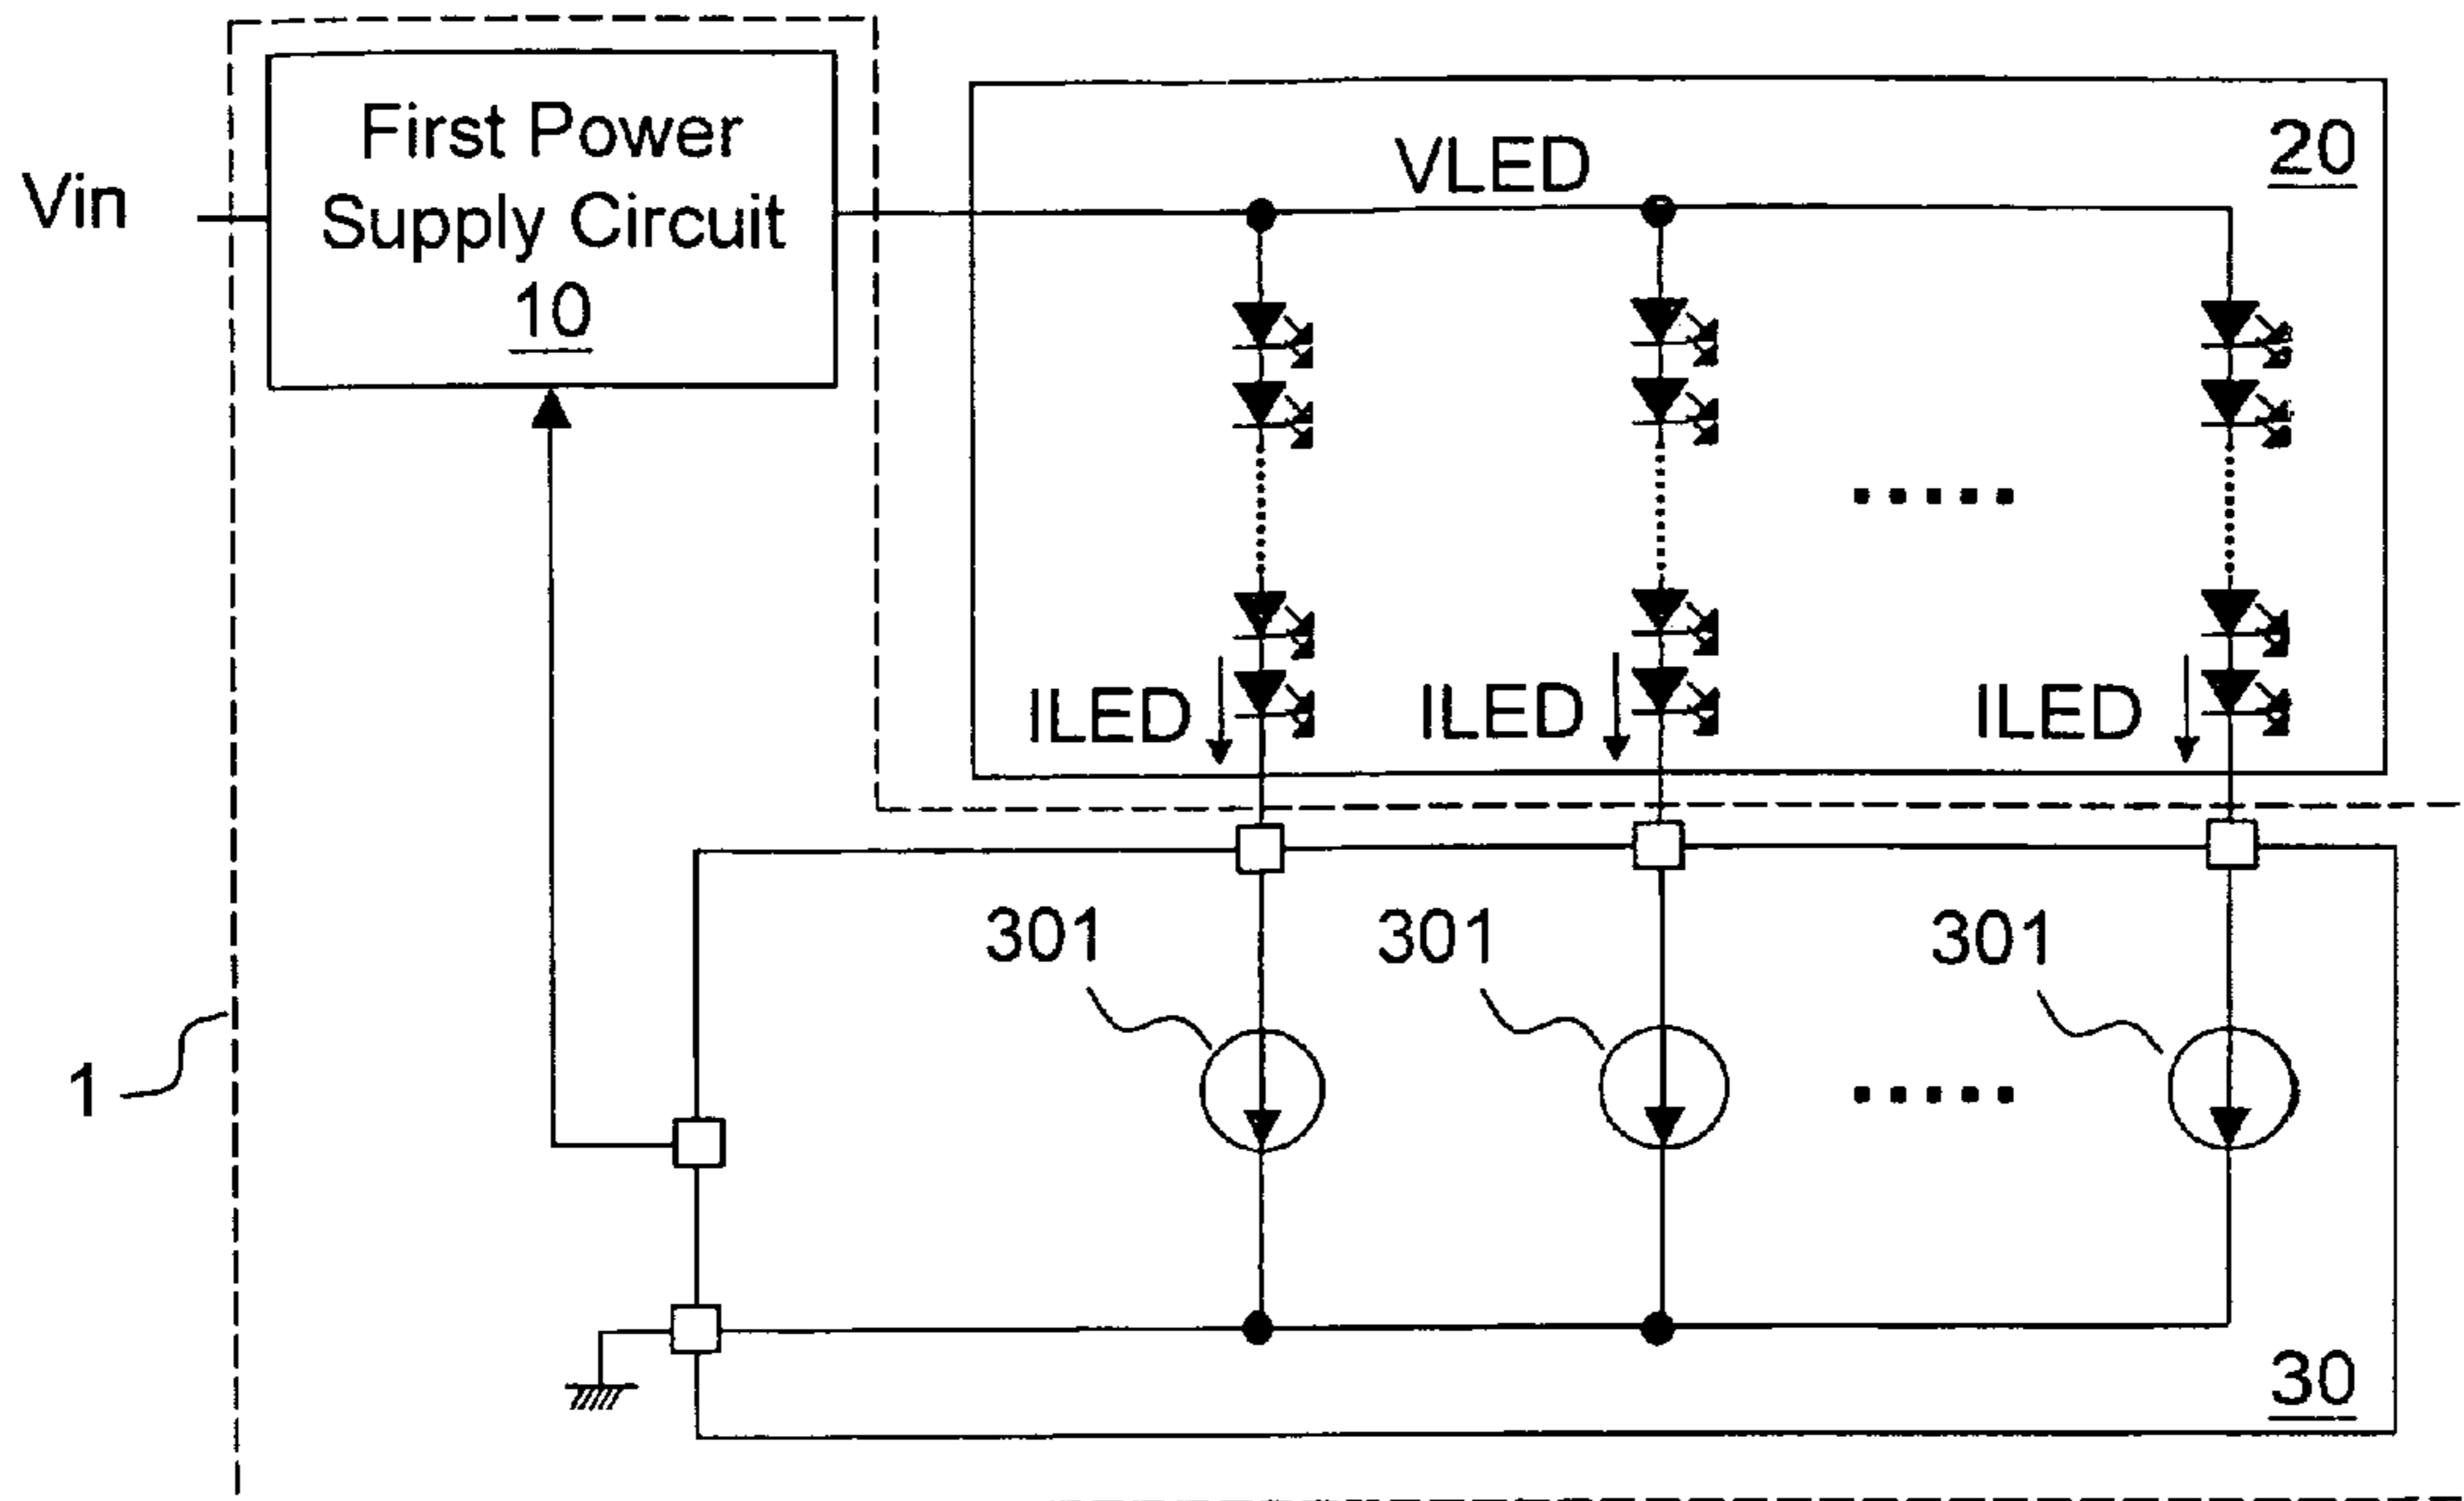 First Power
Supply Circuit
10
Vin
VLED
20
ILED
ILED
ILED
301
301
301
1
30